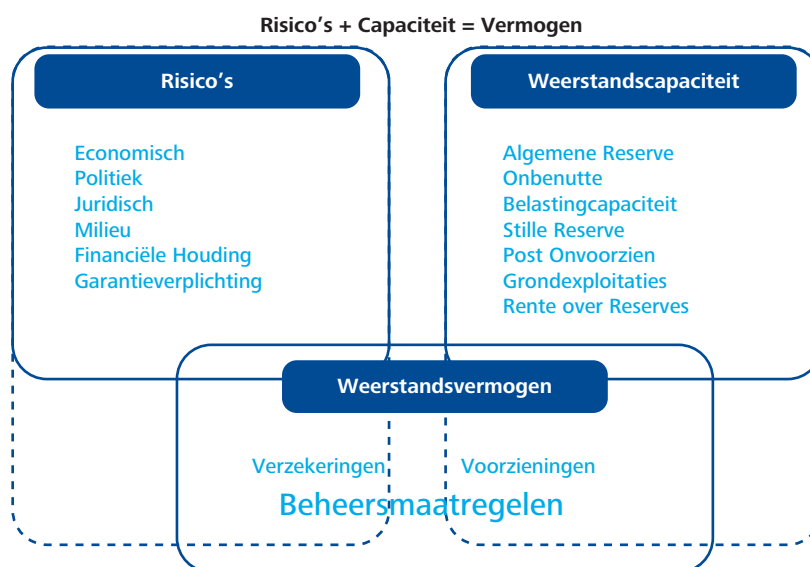 Risico’s + Capaciteit = Vermogen
Risico’s
Economisch
Politiek
Juridisch
Milieu
Financiële Houding
Garantieverplichting
Weerstandscapaciteit
Algemene Reserve
Onbenutte
Belastingcapaciteit
Stille Reserve
Post Onvoorzien
Grondexploitaties
Rente over Reserves
Weerstandsvermogen
Verzekeringen Voorzieningen
Beheersmaatregelen